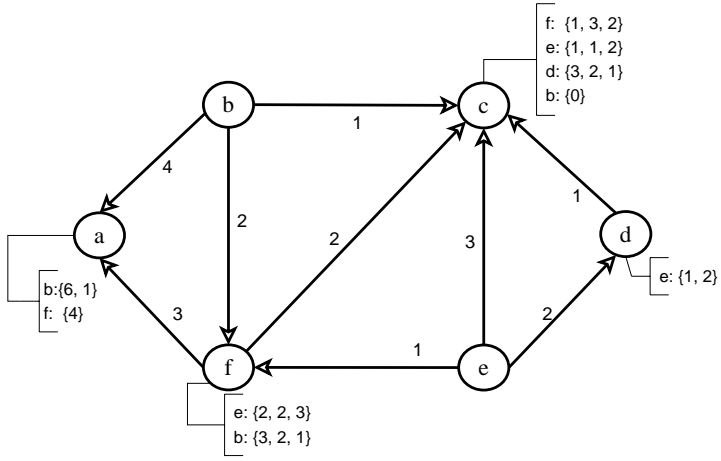 f: {1, 3, 2}
e: {1, 1, 2}
d: {3, 2, 1}
b: {0}
b
c
1
4
1
2
2
3
a
d
e: {1, 2}
b:{6, 1}
f: {4}
3
2
1
f
e
e: {2, 2, 3}
b: {3, 2, 1}